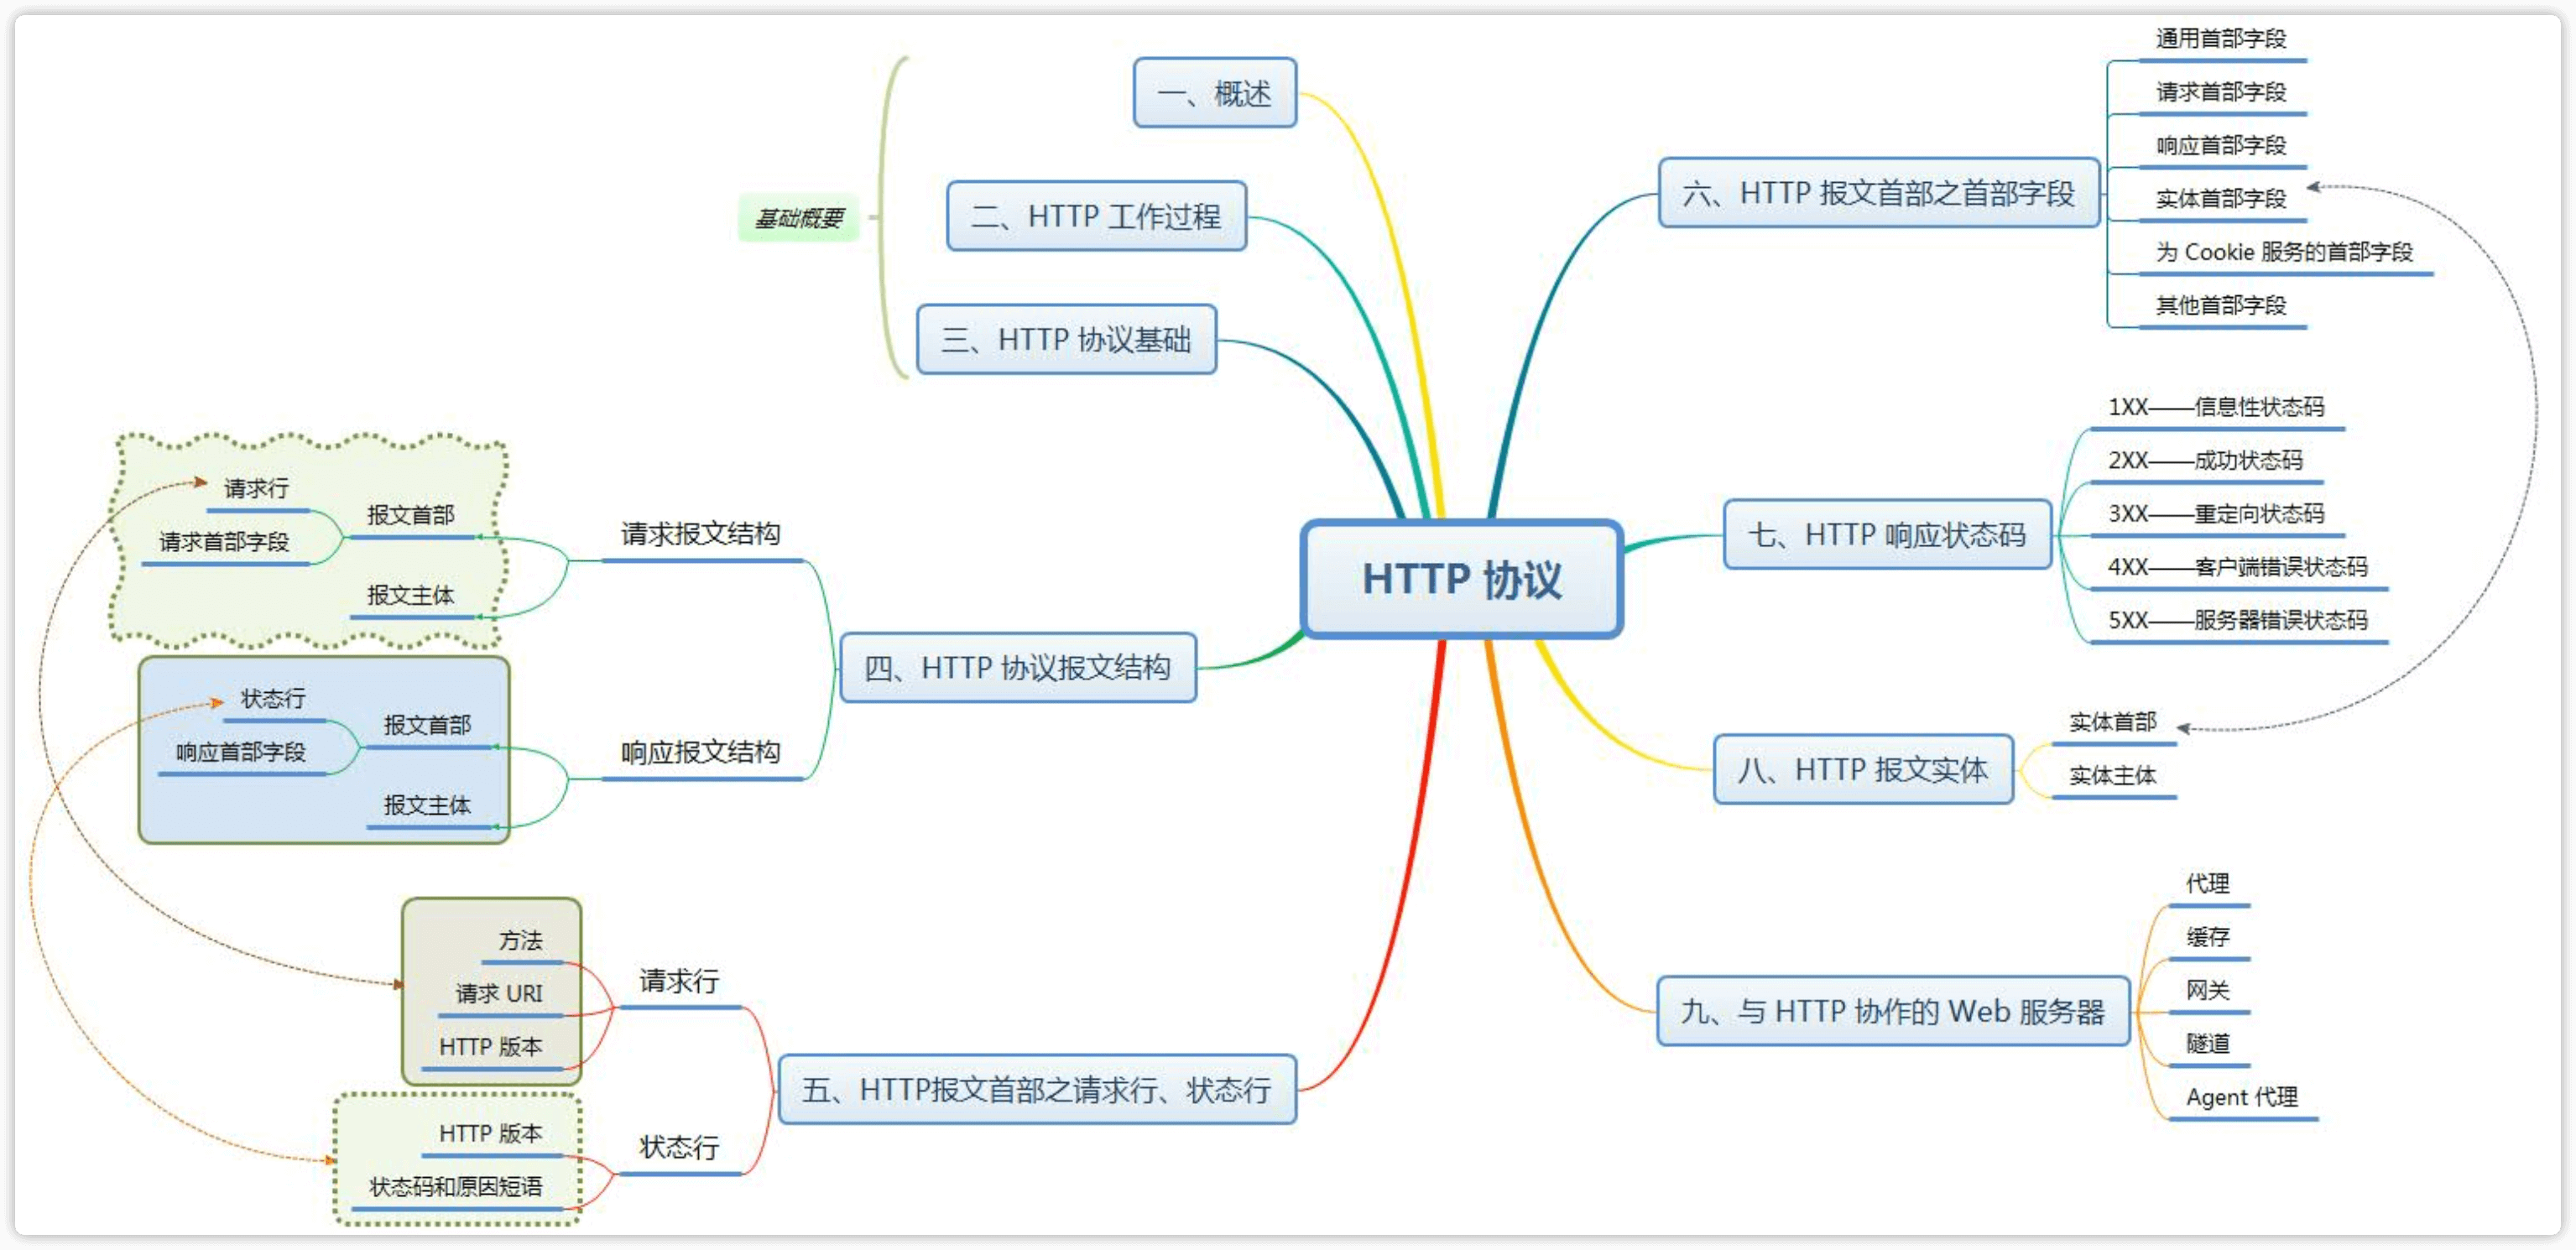 HTTP 协议
基础概要
一、概述
二、HTTP 工作过程
三、HTTP 协议基础
四、HTTP 协议报文结构
请求报文结构
报文首部
请求行
请求首部字段
报文主体
响应报文结构
报文首部
状态行
响应首部字段
报文主体
五、HTTP报文首部之请求行、状态行
请求行
方法
请求 URI
HTTP 版本
状态行
HTTP 版本
状态码和原因短语
六、HTTP 报文首部之首部字段
通用首部字段
请求首部字段
响应首部字段
实体首部字段
为 Cookie 服务的首部字段
其他首部字段
七、HTTP 响应状态码
1XX——信息性状态码
2XX——成功状态码
3XX——重定向状态码
4XX——客户端错误状态码
5XX——服务器错误状态码
八、HTTP 报文实体
实体首部
实体主体
九、与 HTTP 协作的 Web 服务器
代理
缓存
网关
隧道
Agent 代理